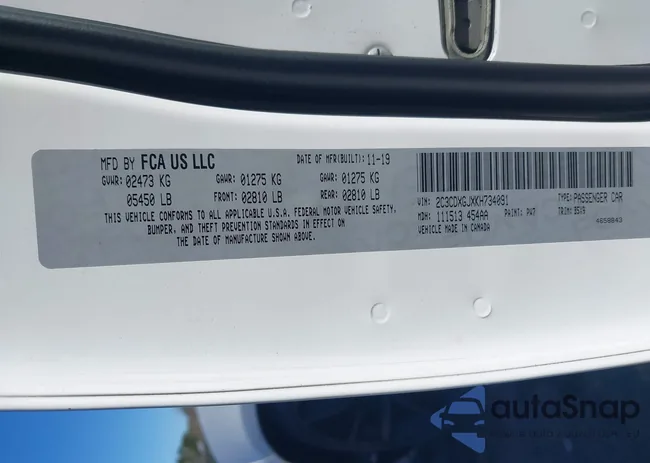 MFD BY FCA US LLC DATE OF MFR(BUILT): 11-19
GVWR: 02473 KG GAWR: 01275 KG GAWR: 01275 KG
05450 LB FRONT: 02810 LB REAR: 02810 LB
THIS VEHICLE CONFORMS TO ALL APPLICABLE U.S.A. FEDERAL MOTOR VEHICLE SAFETY,
BUMPER, AND THEFT PREVENTION STANDARDS IN EFFECT ON
THE DATE OF MANUFACTURE SHOWN ABOVE.
VIN: 2C3CDXGJXKH734091 TYPE: PASSENGER CAR
MDH: 111513 454AA PAINT: PW7 TRIM: B5X9
VEHICLE MADE IN CANADA
autaSnap